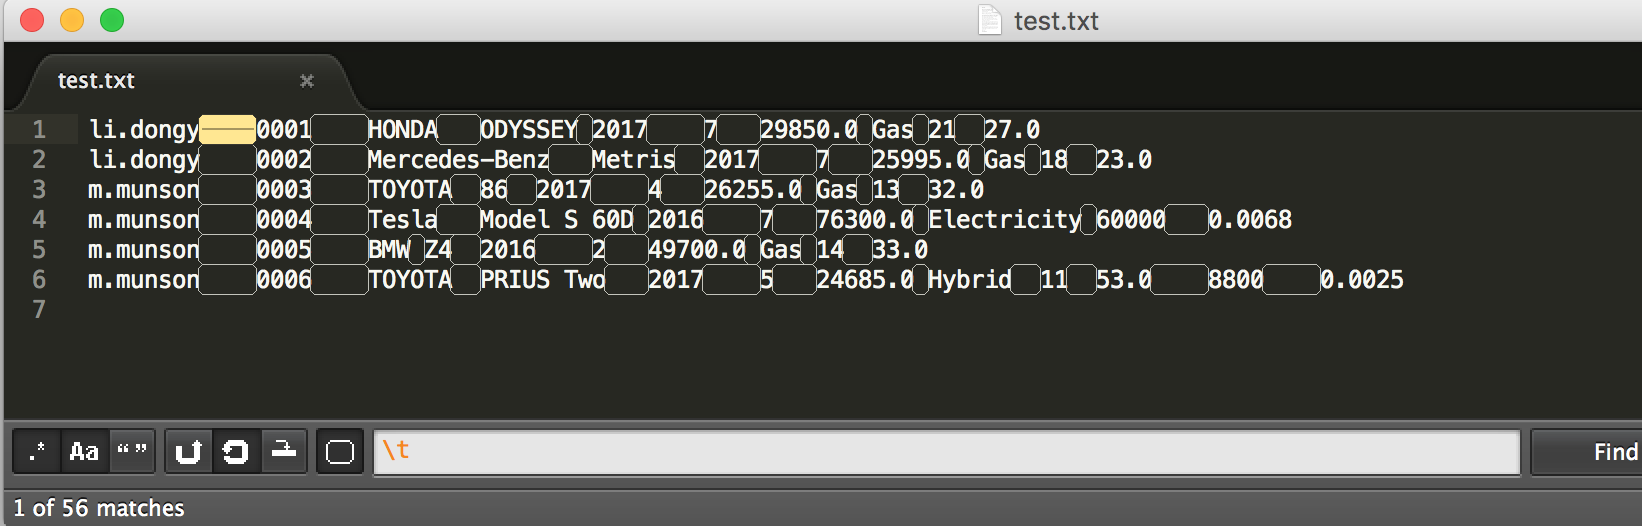 test.txt
test.txt
1 li.dongy 0001 HONDA ODYSSEY 2017 7 29850.0 Gas 21 27.0
2 li.dongy 0002 Mercedes-Benz Metris 2017 7 25995.0 Gas 18 23.0
3 m.munson 0003 TOYOTA 86 2017 4 26255.0 Gas 13 32.0
4 m.munson 0004 Tesla Model S 60D 2016 7 76300.0 Electricity 60000 0.0068
5 m.munson 0005 BMW Z4 2016 2 49700.0 Gas 14 33.0
6 m.munson 0006 TOYOTA PRIUS Two 2017 5 24685.0 Hybrid 11 53.0 8800 0.0025
7
.* Aa “ ” \t Find
1 of 56 matches